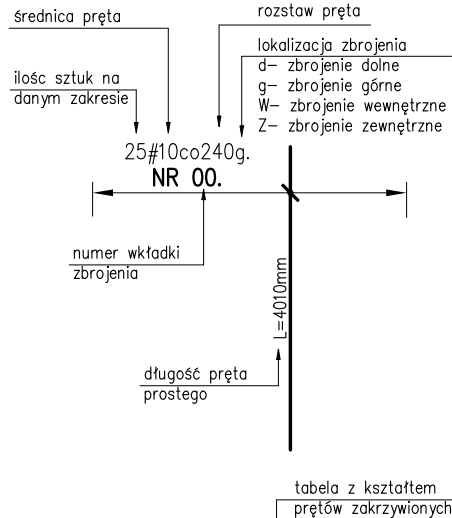 średnica pręta
rozstaw pręta
lokalizacja zbrojenia
d– zbrojenie dolne
g– zbrojenie górne
W– zbrojenie wewnętrzne
Z– zbrojenie zewnętrzne
ilośc sztuk na
danym zakresie
25#10co240g.
NR 00.
numer wkładki
zbrojenia
L=4010mm
długość pręta
prostego
tabela z kształtem
prętów zakrzywionych